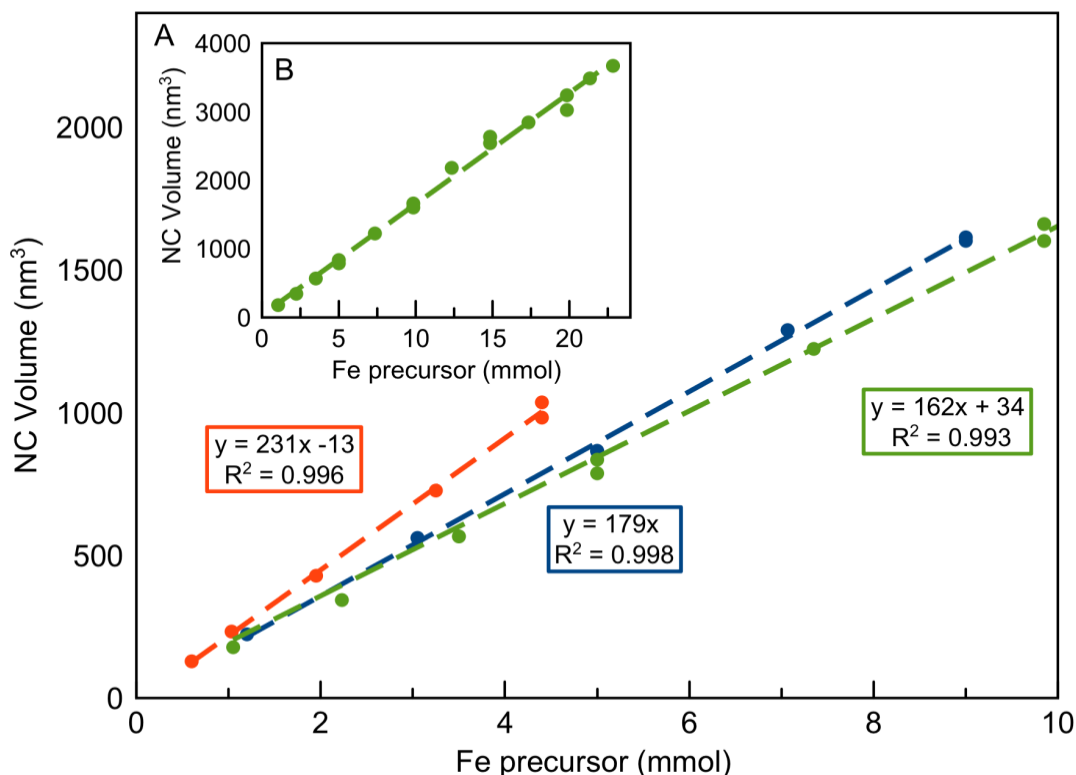 A
B
NC Volume (nm³)
4000
3000
2000
1000
0
0 5 10 15 20
Fe precursor (mmol)
NC Volume (nm³)
2000
1500
1000
500
0
y = 231x -13
R² = 0.996
y = 162x + 34
R² = 0.993
y = 179x
R² = 0.998
0 2 4 6 8 10
Fe precursor (mmol)